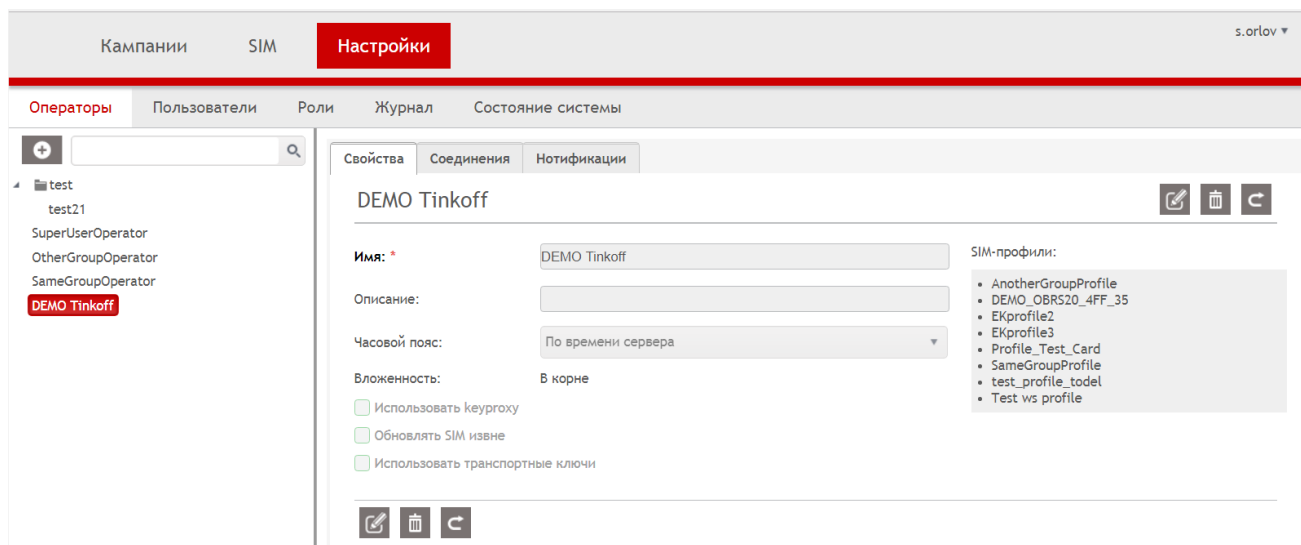 Кампании SIM Настройки s.orlov
Операторы Пользователи Роли Журнал Состояние системы
test
test21
SuperUserOperator
OtherGroupOperator
SameGroupOperator
DEMO Tinkoff
Свойства Соединения Нотификации
DEMO Tinkoff
Имя: * DEMO Tinkoff
Описание:
Часовой пояс: По времени сервера
Вложенность: В корне
Использовать keyproxy
Обновлять SIM извне
Использовать транспортные ключи
SIM-профили:
• AnotherGroupProfile
• DEMO_OBRS20_4FF_35
• EKprofile2
• EKprofile3
• Profile_Test_Card
• SameGroupProfile
• test_profile_todel
• Test ws profile